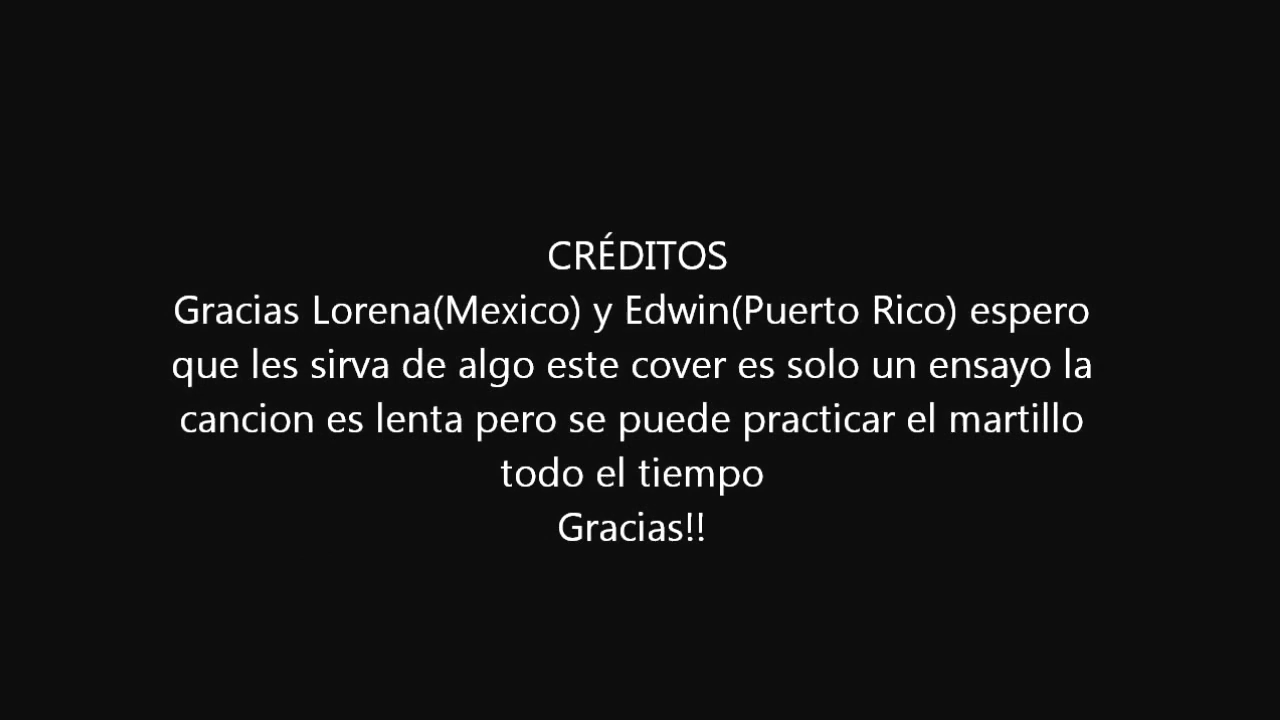 CRÉDITOS
Gracias Lorena(Mexico) y Edwin(Puerto Rico) espero
que les sirva de algo este cover es solo un ensayo la
cancion es lenta pero se puede practicar el martillo
todo el tiempo
Gracias!!